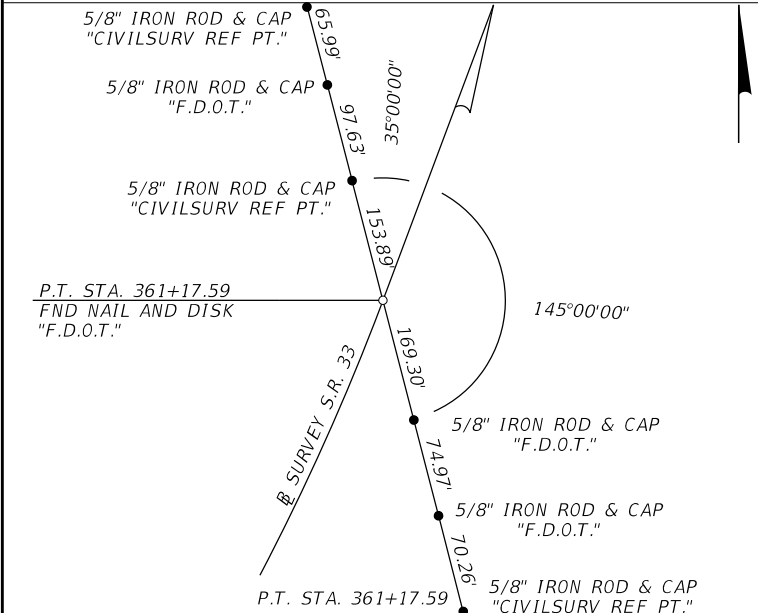 5/8" IRON ROD & CAP
"CIVILSURV REF PT."
65.99'
5/8" IRON ROD & CAP
"F.D.O.T."
97.63'
35°00'00"
5/8" IRON ROD & CAP
"CIVILSURV REF PT."
153.89'
P.T. STA. 361+17.59
FND NAIL AND DISK
"F.D.O.T."
145°00'00"
169.30'
BL SURVEY S.R. 33
5/8" IRON ROD & CAP
"F.D.O.T."
74.97'
5/8" IRON ROD & CAP
"F.D.O.T."
70.26'
P.T. STA. 361+17.59
5/8" IRON ROD & CAP
"CIVILSURV REF PT."